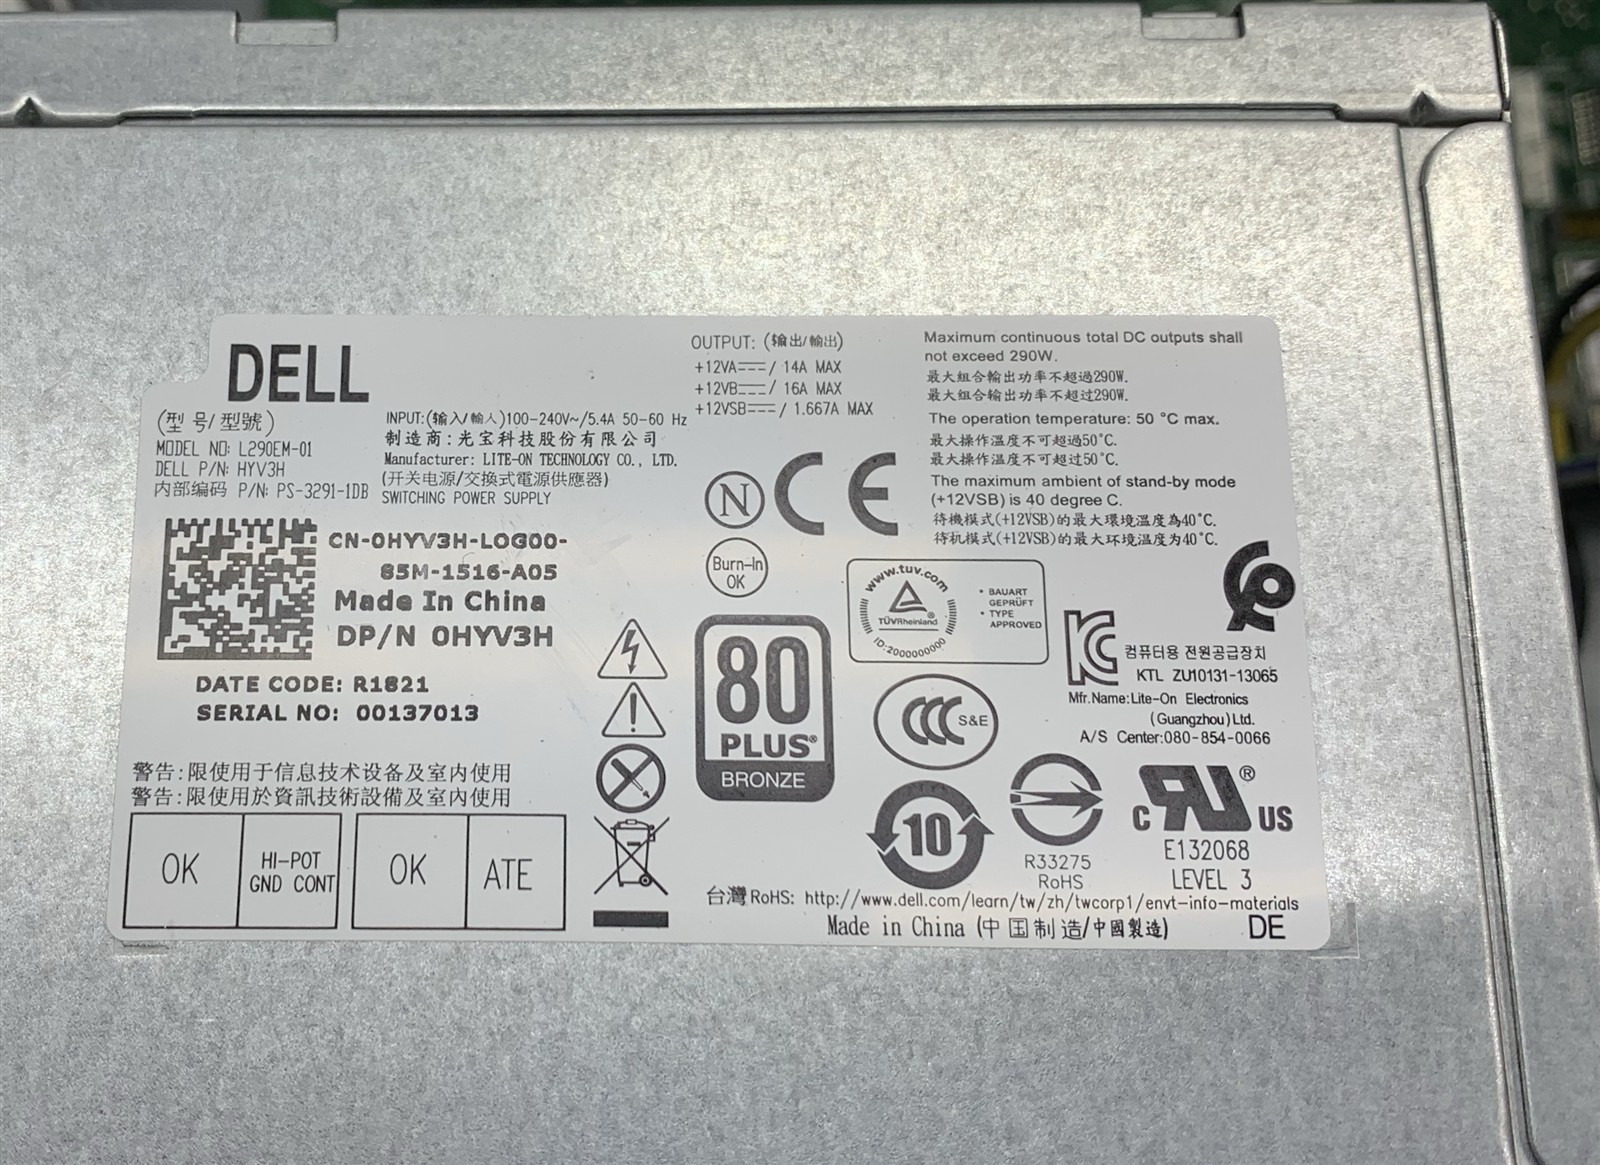 DELL
(型号/型號)
MODEL NO: L290EM-01
DELL P/N: HYV3H
内部编码 P/N: PS-3291-1DB
INPUT:(输入/輸入)100-240V~/5.4A 50-60 Hz
制造商:光宝科技股份有限公司
Manufacturer: LITE-ON TECHNOLOGY CO., LTD.
(开关电源/交換式電源供應器)
SWITCHING POWER SUPPLY
OUTPUT: (输出/輸出)
+12VA⎓/ 14A MAX
+12VB⎓/ 16A MAX
+12VSB⎓/ 1.667A MAX
Maximum continuous total DC outputs shall
not exceed 290W.
最大組合輸出功率不超過290W.
最大组合输出功率不超过290W.
The operation temperature: 50 °C max.
最大操作溫度不可超過50°C.
最大操作温度不可超过50°C.
The maximum ambient of stand-by mode
(+12VSB) is 40 degree C.
待機模式(+12VSB)的最大環境溫度為40°C.
待机模式(+12VSB)的最大环境温度为40°C.
CN-0HYV3H-LOG00-
85M-1516-A05
Made In China
DP/N 0HYV3H
DATE CODE: R1821
SERIAL NO: 00137013
N
CE
Burn-In
OK
80
PLUS®
BRONZE
www.tuv.com
TÜVRheinland®
ID:2000000000
• BAUART
GEPRÜFT
• TYPE
APPROVED
CCC S&E
10
R33275
RoHS
컴퓨터용 전원공급장치
KTL ZU10131-13065
Mfr.Name:Lite-On Electronics
(Guangzhou)Ltd.
A/S Center:080-854-0066
c RU® US
E132068
LEVEL 3
警告:限使用于信息技术设备及室内使用
警告:限使用於資訊技術設備及室內使用
OK
HI-POT
GND CONT
OK
ATE
台灣RoHS: http://www.dell.com/learn/tw/zh/twcorp1/envt-info-materials
Made in China (中国制造/中國製造)
DE